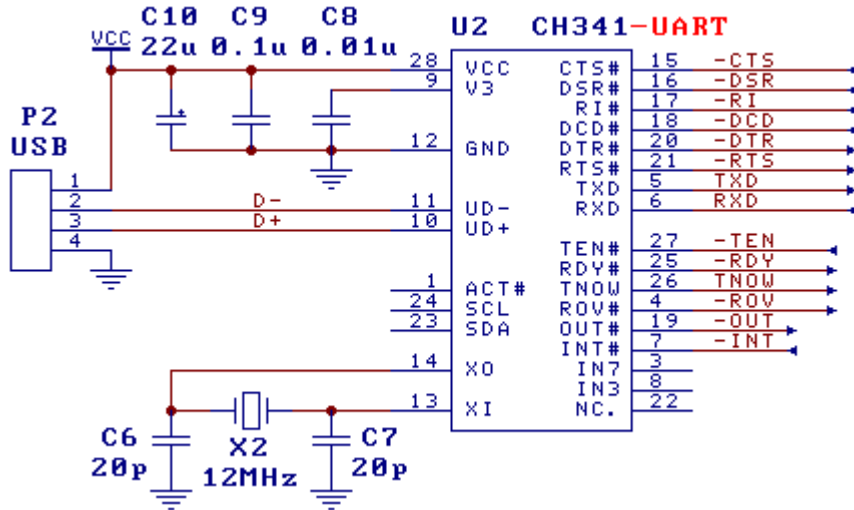 C10 C9 C8
VCC 22u 0.1u 0.01u
U2 CH341-UART
P2
USB
1
2
3
4
D-
D+
28 VCC
9 V3
12 GND
11 UD-
10 UD+
1 ACT#
24 SCL
23 SDA
14 XO
13 XI
CTS# 15 -CTS
DSR# 16 -DSR
RI# 17 -RI
DCD# 18 -DCD
DTR# 20 -DTR
RTS# 21 -RTS
TXD 5 TXD
RXD 6 RXD
TEN# 27 -TEN
RDY# 25 -RDY
TNOW 26 TNOW
ROV# 4 -ROV
OUT# 19 -OUT
INT# 7 -INT
IN7 3
IN3 8
NC. 22
C6
20p
X2
12MHz
C7
20p